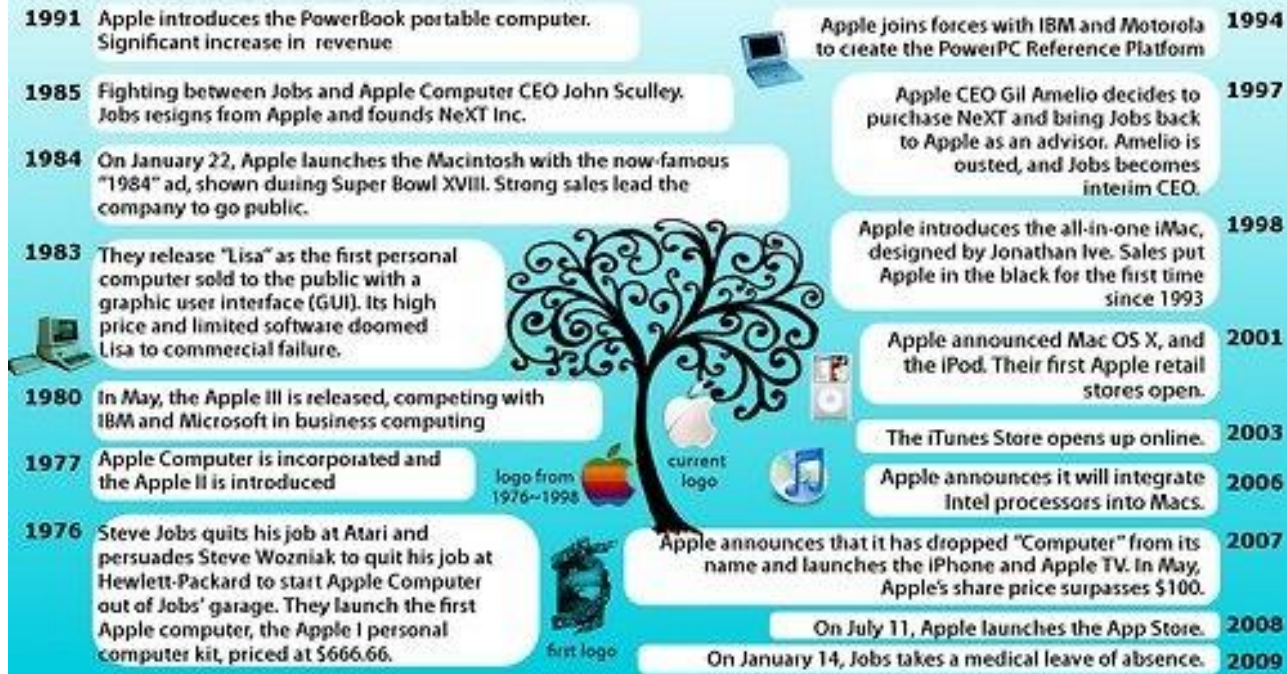 1991 Apple introduces the PowerBook portable computer.
Significant increase in revenue
1985 Fighting between Jobs and Apple Computer CEO John Sculley.
Jobs resigns from Apple and founds NeXT Inc.
1984 On January 22, Apple launches the Macintosh with the now-famous
"1984" ad, shown during Super Bowl XVIII. Strong sales lead the
company to go public.
1983 They release "Lisa" as the first personal
computer sold to the public with a
graphic user interface (GUI). Its high
price and limited software doomed
Lisa to commercial failure.
1980 In May, the Apple III is released, competing with
IBM and Microsoft in business computing
1977 Apple Computer is incorporated and
the Apple II is introduced
1976 Steve Jobs quits his job at Atari and
persuades Steve Wozniak to quit his job at
Hewlett-Packard to start Apple Computer
out of Jobs' garage. They launch the first
Apple computer, the Apple I personal
computer kit, priced at $666.66.
logo from
1976~1998
current
logo
first logo
Apple joins forces with IBM and Motorola 1994
to create the PowerPC Reference Platform
Apple CEO Gil Amelio decides to 1997
purchase NeXT and bring Jobs back
to Apple as an advisor. Amelio is
ousted, and Jobs becomes
interim CEO.
Apple introduces the all-in-one iMac, 1998
designed by Jonathan Ive. Sales put
Apple in the black for the first time
since 1993
Apple announced Mac OS X, and 2001
the iPod. Their first Apple retail
stores open.
The iTunes Store opens up online. 2003
Apple announces it will integrate 2006
Intel processors into Macs.
Apple announces that it has dropped "Computer" from its 2007
name and launches the iPhone and Apple TV. In May,
Apple's share price surpasses $100.
On July 11, Apple launches the App Store. 2008
On January 14, Jobs takes a medical leave of absence. 2009